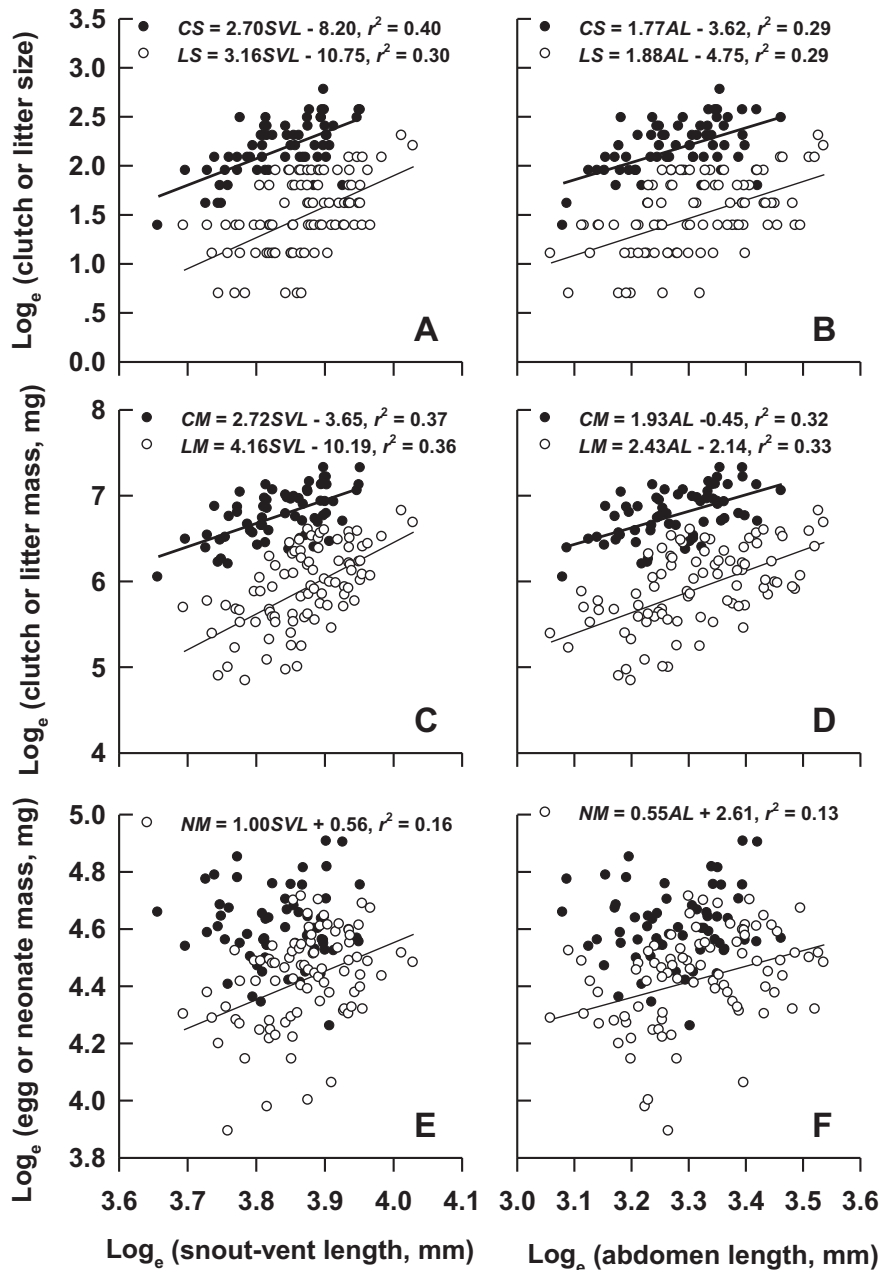 CS = 2.70SVL - 8.20, r² = 0.40
LS = 3.16SVL - 10.75, r² = 0.30
CS = 1.77AL - 3.62, r² = 0.29
LS = 1.88AL - 4.75, r² = 0.29
Logₑ (clutch or litter size)
3.5
3.0
2.5
2.0
1.5
1.0
.5
0.0
A
B
CM = 2.72SVL - 3.65, r² = 0.37
LM = 4.16SVL - 10.19, r² = 0.36
CM = 1.93AL -0.45, r² = 0.32
LM = 2.43AL - 2.14, r² = 0.33
Logₑ (clutch or litter mass, mg)
8
7
6
5
4
C
D
NM = 1.00SVL + 0.56, r² = 0.16
NM = 0.55AL + 2.61, r² = 0.13
Logₑ (egg or neonate mass, mg)
5.0
4.8
4.6
4.4
4.2
4.0
3.8
E
F
3.6 3.7 3.8 3.9 4.0 4.1
3.0 3.1 3.2 3.3 3.4 3.5 3.6
Logₑ (snout-vent length, mm)
Logₑ (abdomen length, mm)